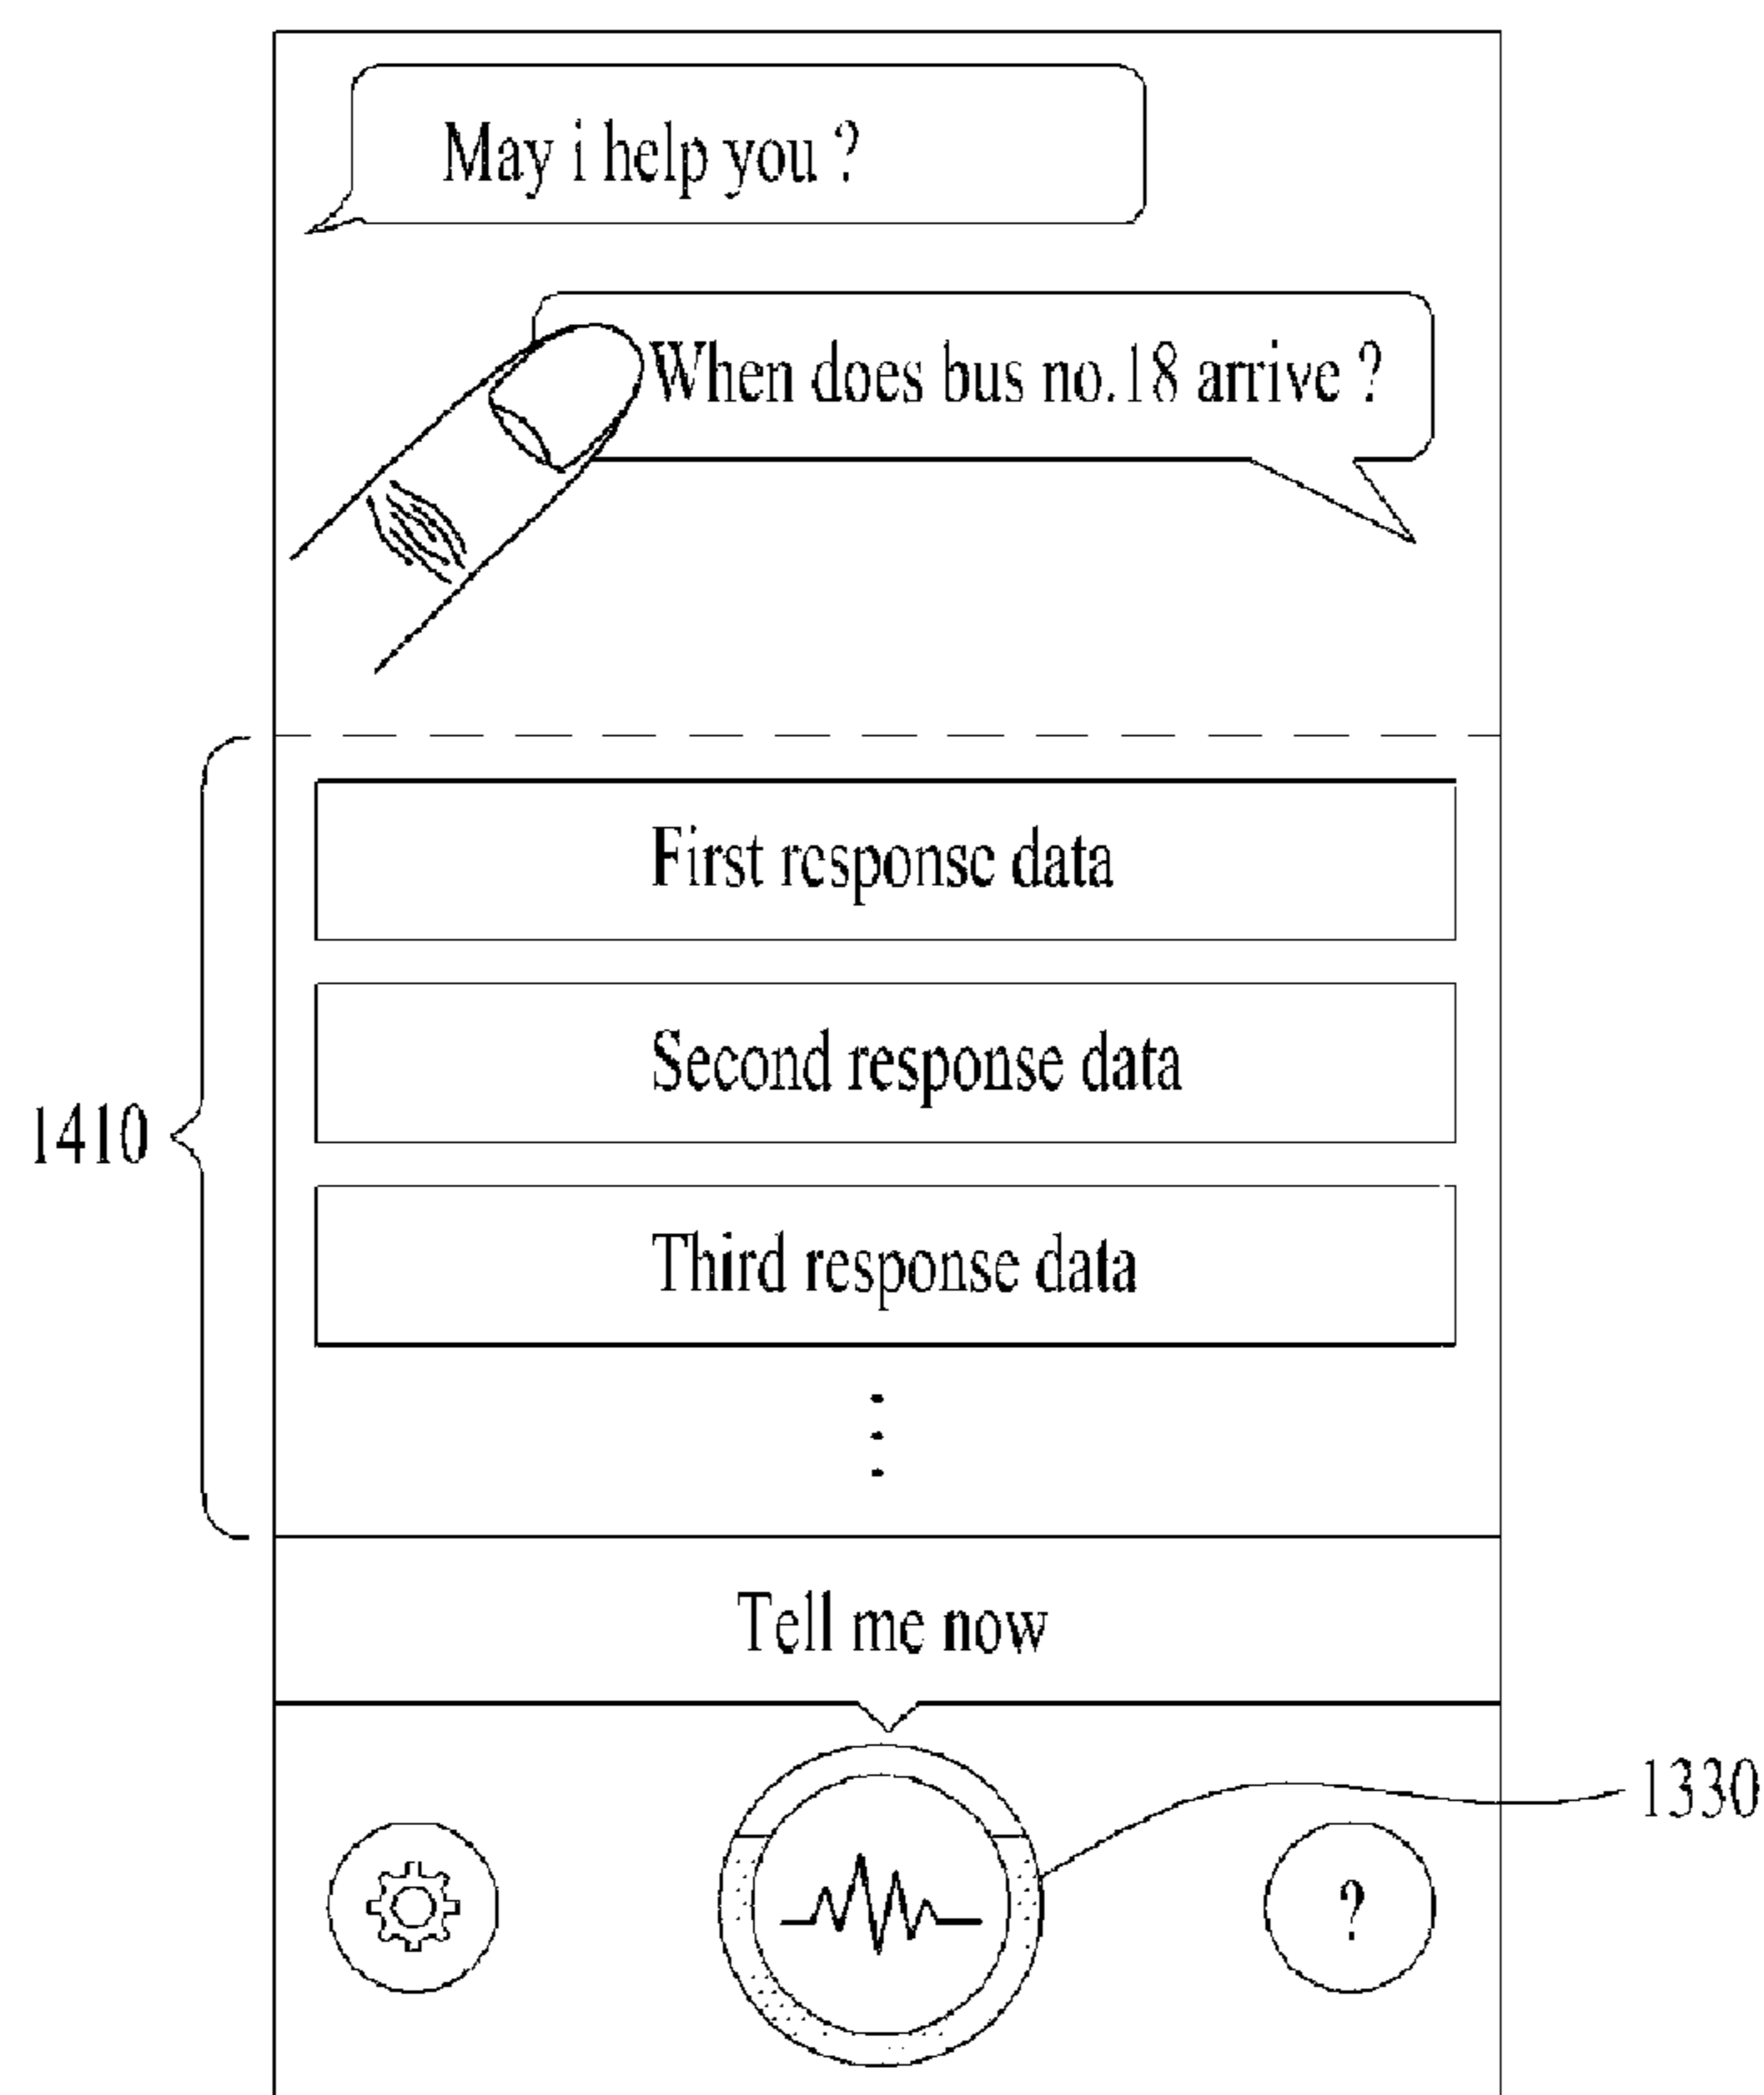 May i help you ?
When does bus no.18 arrive ?
First response data
Second response data
1410
Third response data
Tell me now
1330
?